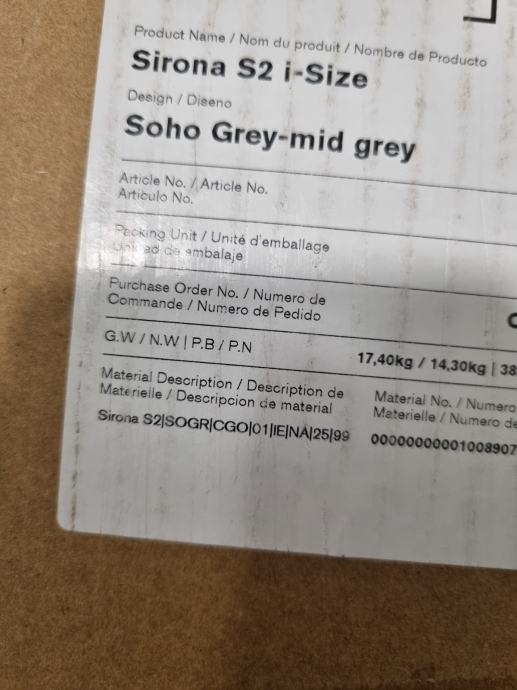 Product Name / Nom du produit / Nombre de Producto
Sirona S2 i-Size
Design / Diseno
Soho Grey-mid grey
Article No. / Article No.
Articulo No.
Packing Unit / Unité d'emballage
Unidad de embalaje
Purchase Order No. / Numero de
Commande / Numero de Pedido
G.W / N.W | P.B / P.N
17,40kg / 14,30kg | 38
Material Description / Description de
Materielle / Descripcion de material
Material No. / Numero
Materielle / Numero de
Sirona S2|SOGR|CGO|01|IE|NA|25|99
00000000001008907